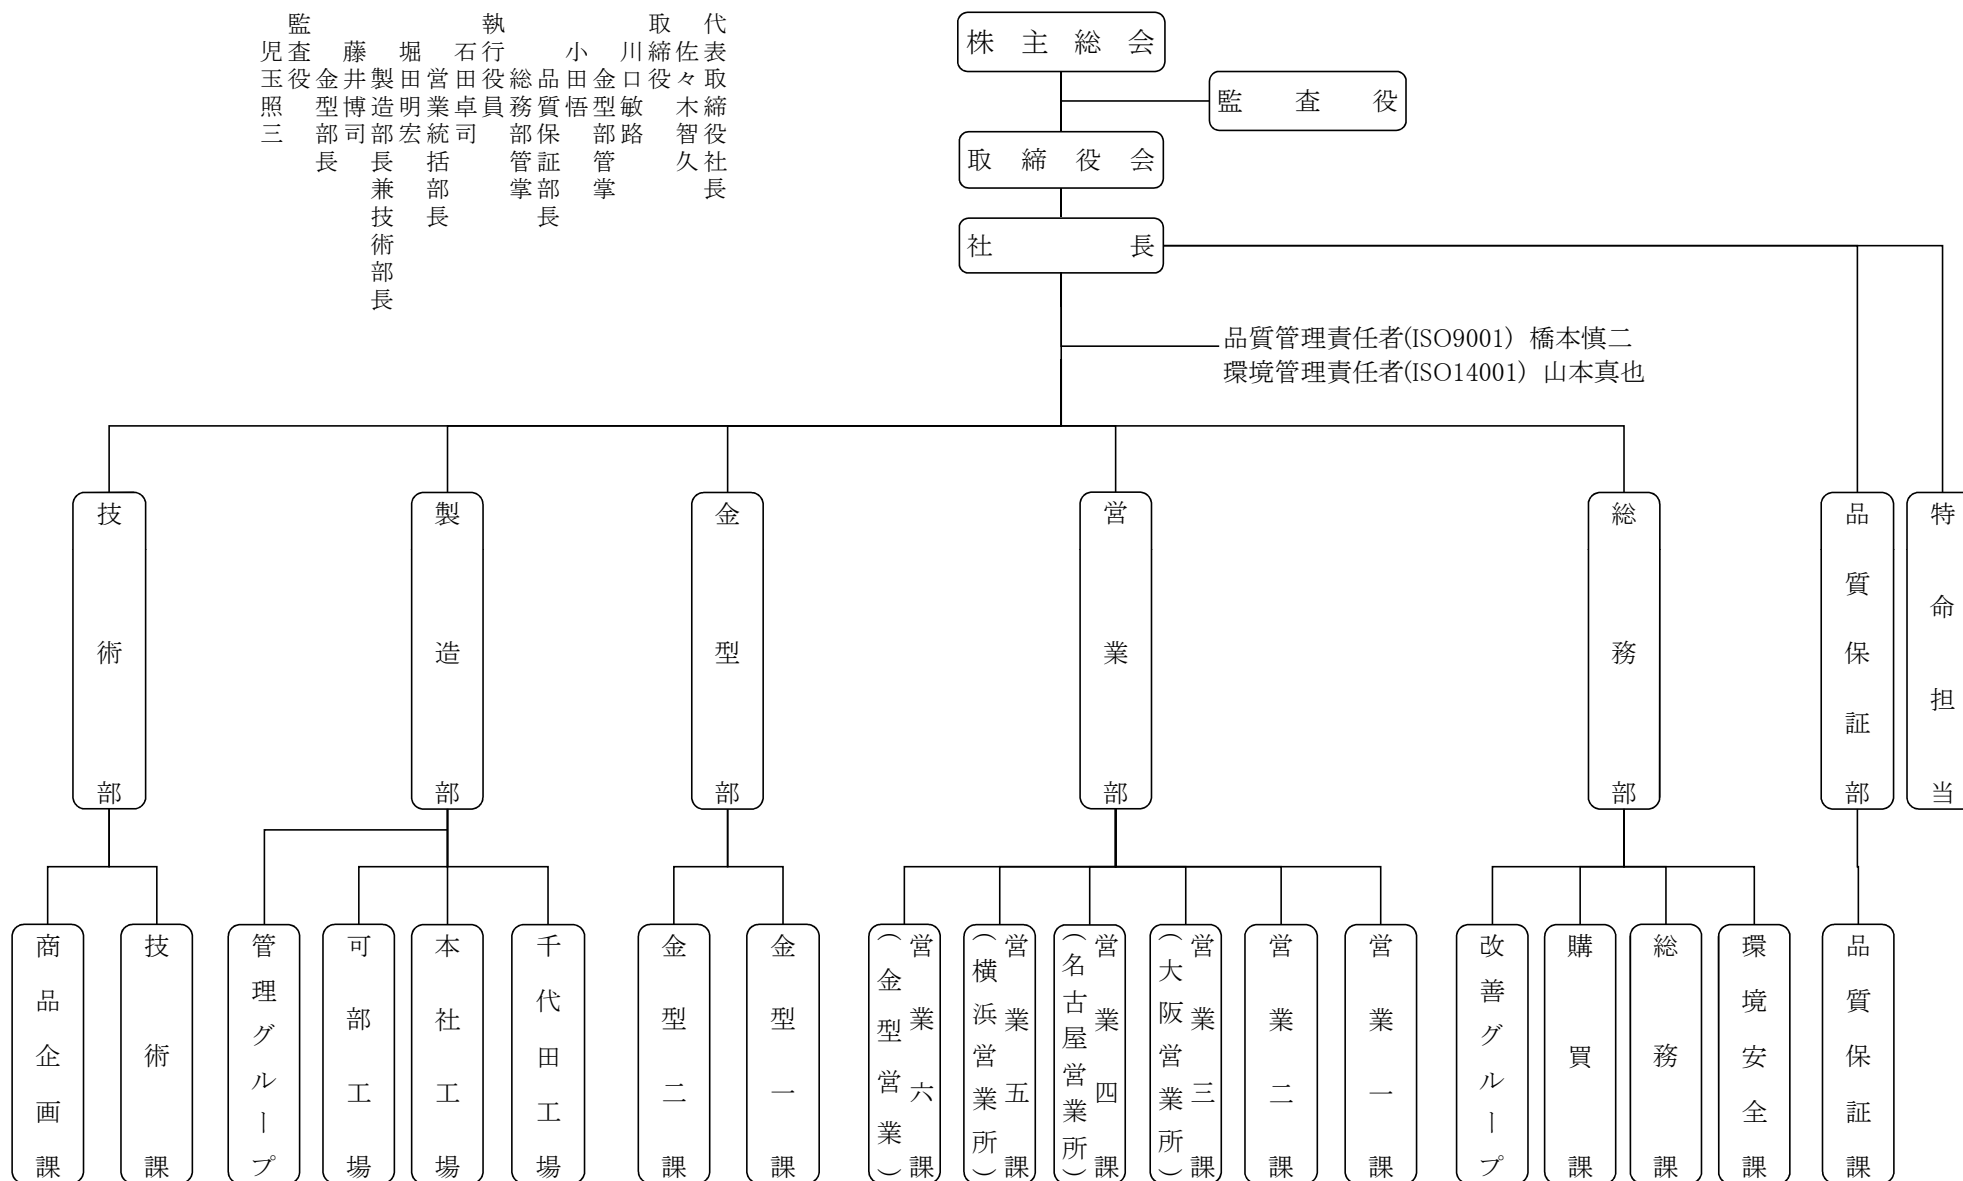 代表取締役社長
佐々木智久
取締役
川口敏路
金型部管掌
小田悟
品質保証部長
総務部管掌
執行役員
石田卓司
営業統括部長
堀田明宏
製造部長兼技術部長
藤井博司
金型部長
監査役
児玉照三
株主総会
監査役
取締役会
社長
品質管理責任者(ISO9001) 橋本慎二
環境管理責任者(ISO14001) 山本真也
技術部
製造部
金型部
営業部
総務部
品質保証部
特命担当
商品企画課
技術課
管理グループ
可部工場
本社工場
千代田工場
金型二課
金型一課
営業六課
（金型営業）
営業五課
（横浜営業所）
営業四課
（名古屋営業所）
営業三課
（大阪営業所）
営業二課
営業一課
改善グループ
購買課
総務課
環境安全課
品質保証課